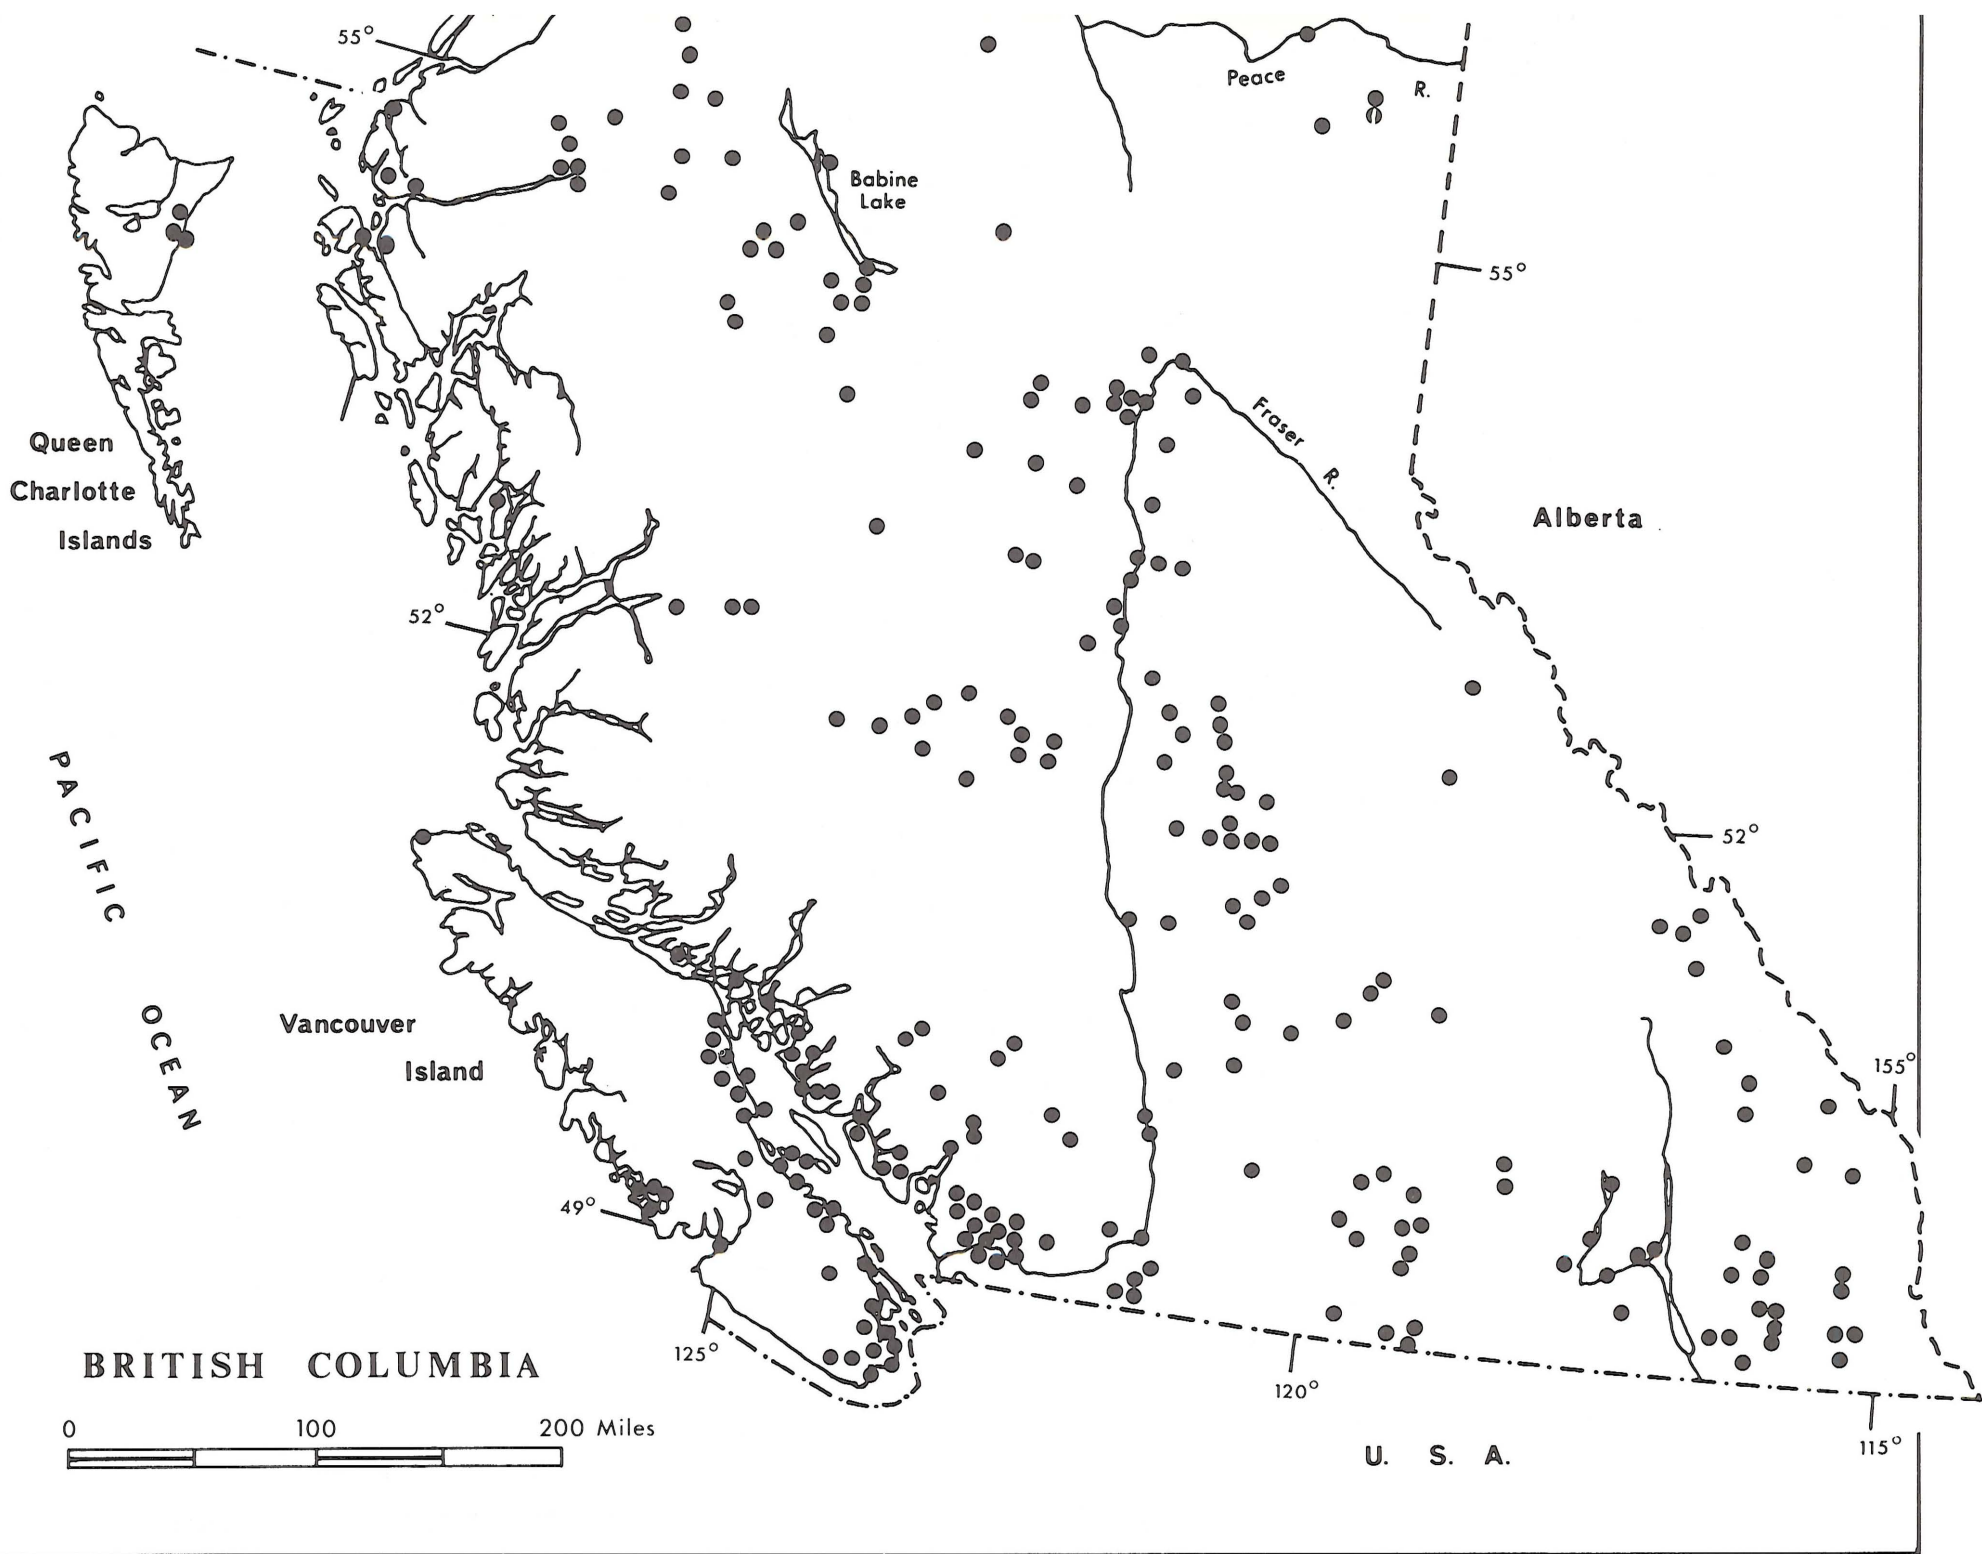 55°
Peace
R.
Babine
Lake
55°
Fraser
R.
Queen
Charlotte
Islands
Alberta
52°
52°
PACIFIC
OCEAN
Vancouver
Island
155°
49°
125°
BRITISH COLUMBIA
120°
0 100 200 Miles
U. S. A.
115°